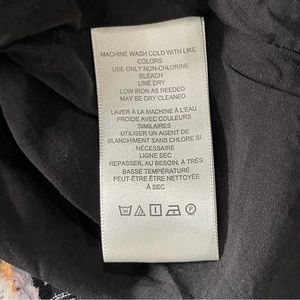 MACHINE WASH COLD WITH LIKE
COLORS
USE ONLY NON-CHLORINE
BLEACH
LINE DRY
LOW IRON AS NEEDED
MAY BE DRY CLEANED
LAVER À LA MACHINE À L'EAU
FROIDE AVEC COULEURS
SIMILAIRES
UTILISER UN AGENT DE
BLANCHIMENT SANS CHLORE SI
NÉCESSAIRE
LIGNE SEC
REPASSER, AU BESOIN, À TRÈS
BASSE TEMPÉRATURE
PEUT-ÊTRE ÊTRE NETTOYÉE
À SEC